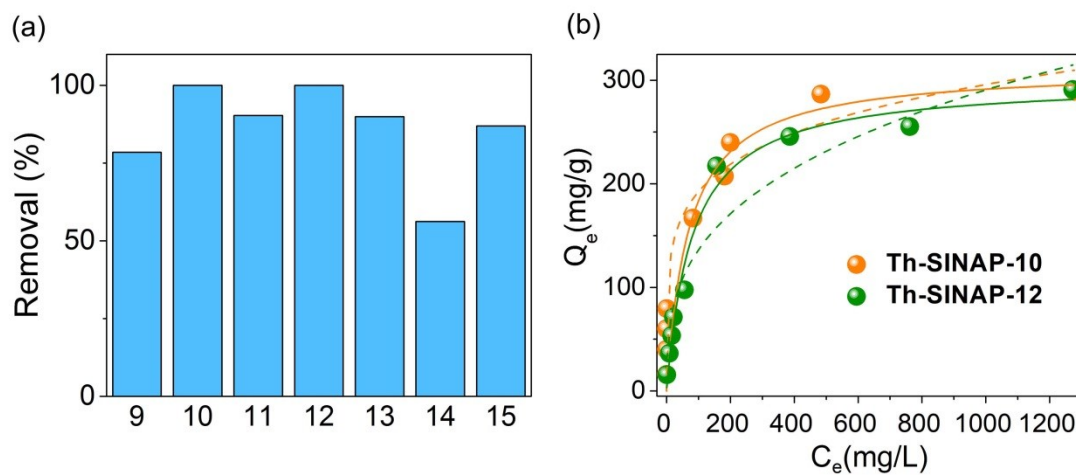 (a)
Removal (%)
100
50
0
9 10 11 12 13 14 15
(b)
Qe(mg/g)
300
200
100
0
Th-SINAP-10
Th-SINAP-12
0 200 400 600 800 1000 1200
Ce(mg/L)